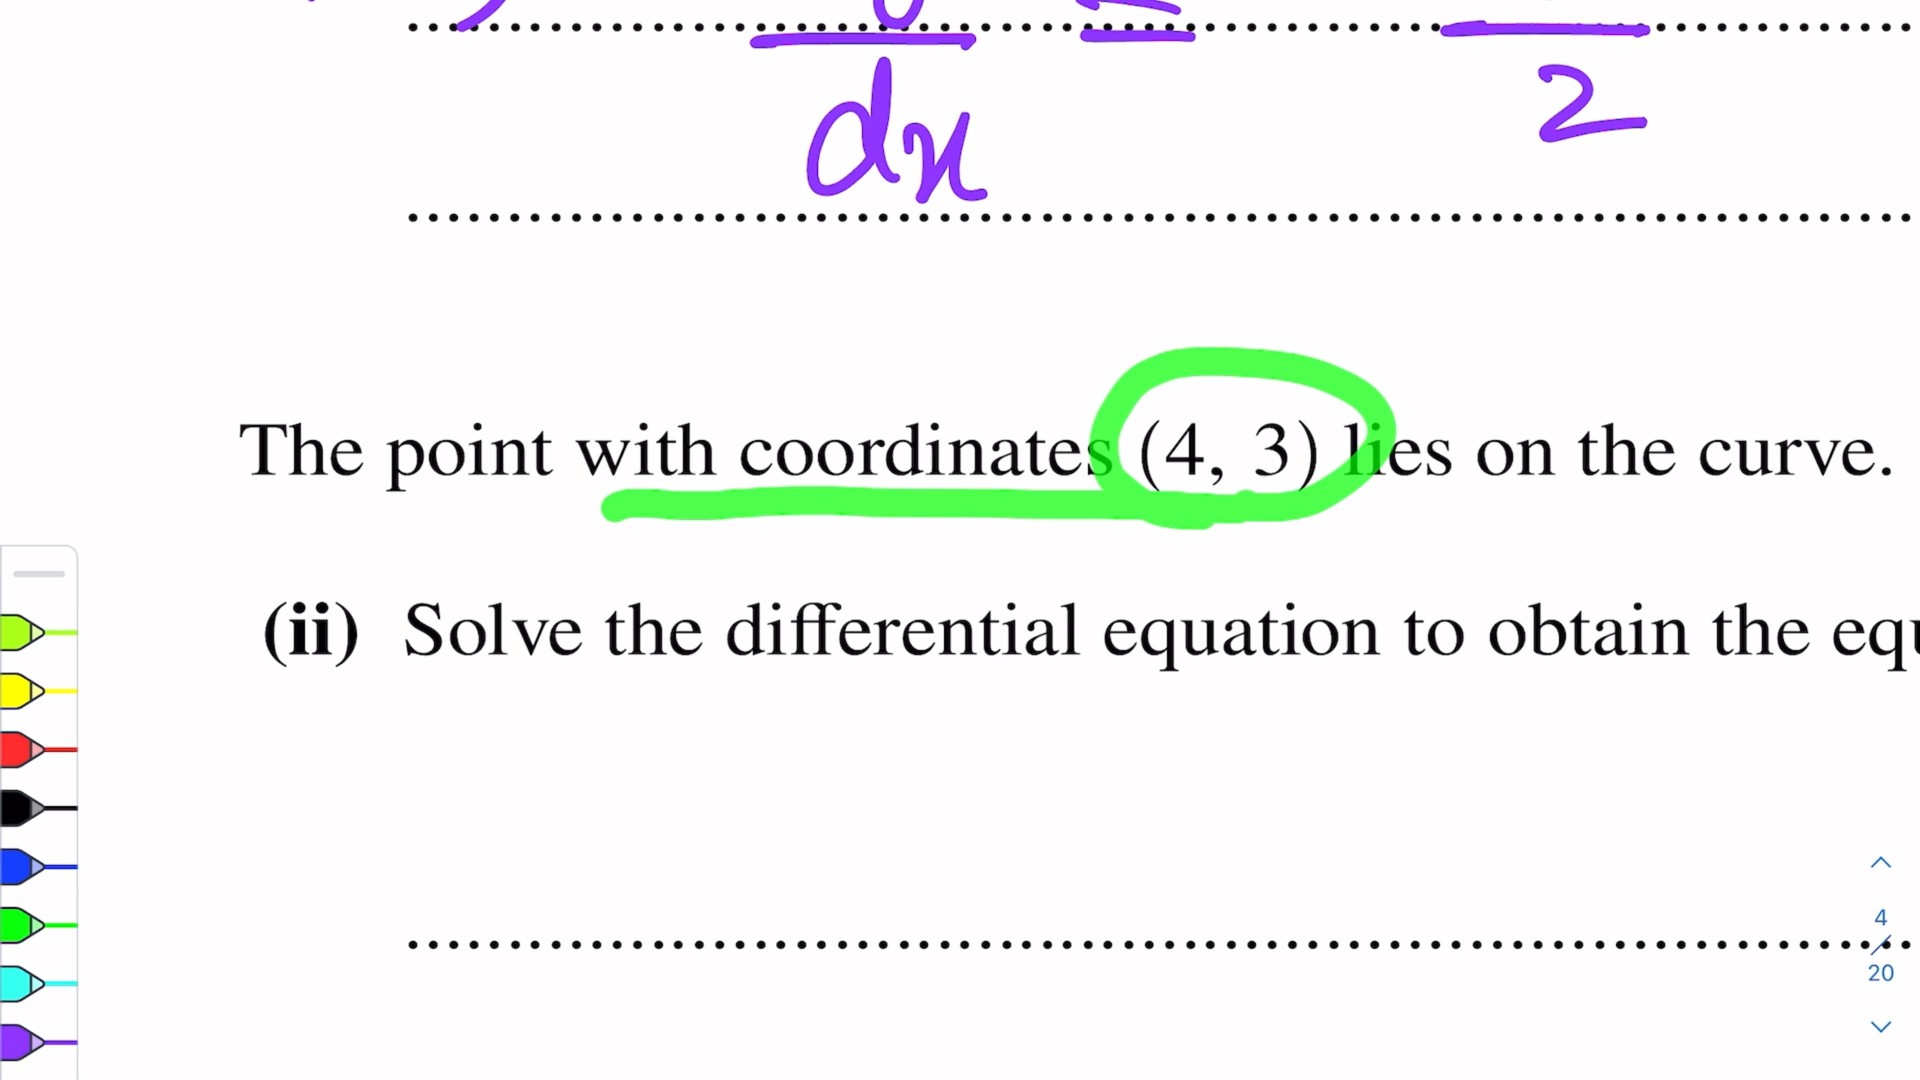 dx
2
The point with coordinates (4, 3) lies on the curve.
(ii) Solve the differential equation to obtain the
4
20